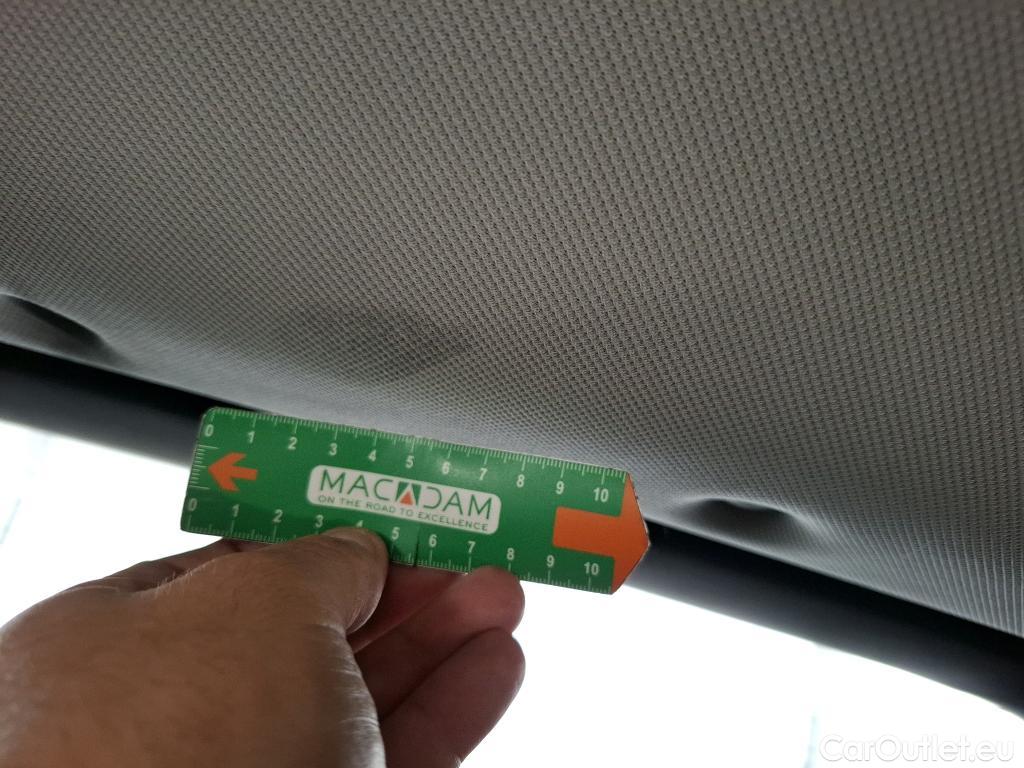 0 1 2 3 4 5 6 7 8 9 10
MACADAM
ON THE ROAD TO EXCELLENCE
0 1 2 3 4 5 6 7 8 9 10
CarOutlet.eu